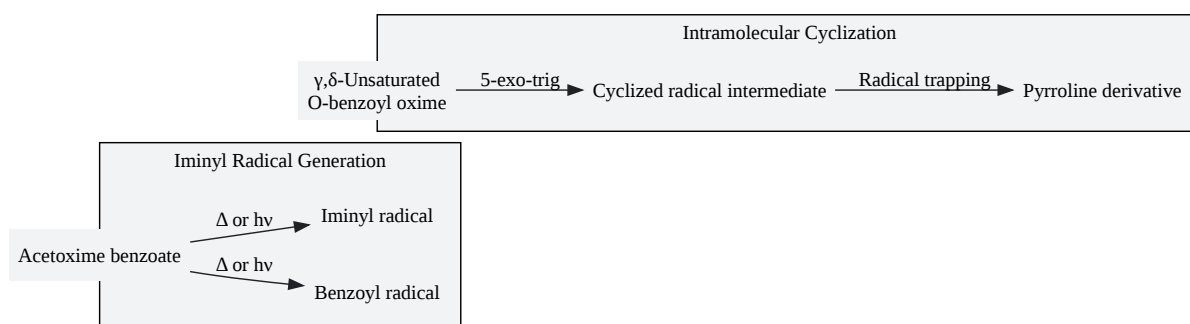 Intramolecular Cyclization
γ,δ-Unsaturated
O-benzoyl oxime
5-exo-trig
Cyclized radical intermediate
Radical trapping
Pyrroline derivative
Iminyl Radical Generation
Acetoxime benzoate
Δ or hν
Iminyl radical
Δ or hν
Benzoyl radical